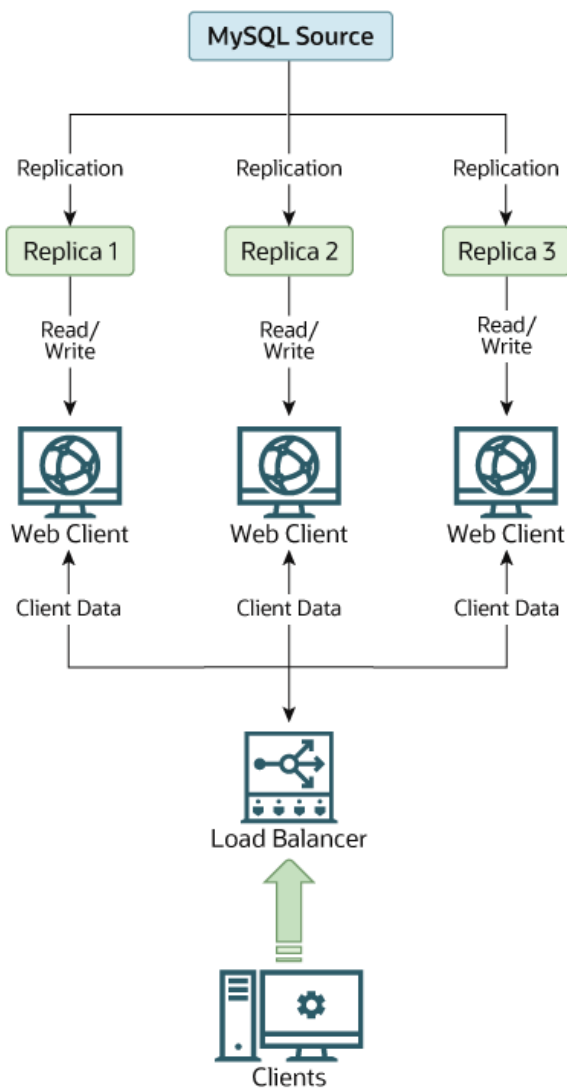 MySQL Source
Replication
Replication
Replication
Replica 1
Replica 2
Replica 3
Read/
Write
Read/
Write
Read/
Write
Web Client
Web Client
Web Client
Client Data
Client Data
Client Data
Load Balancer
Clients